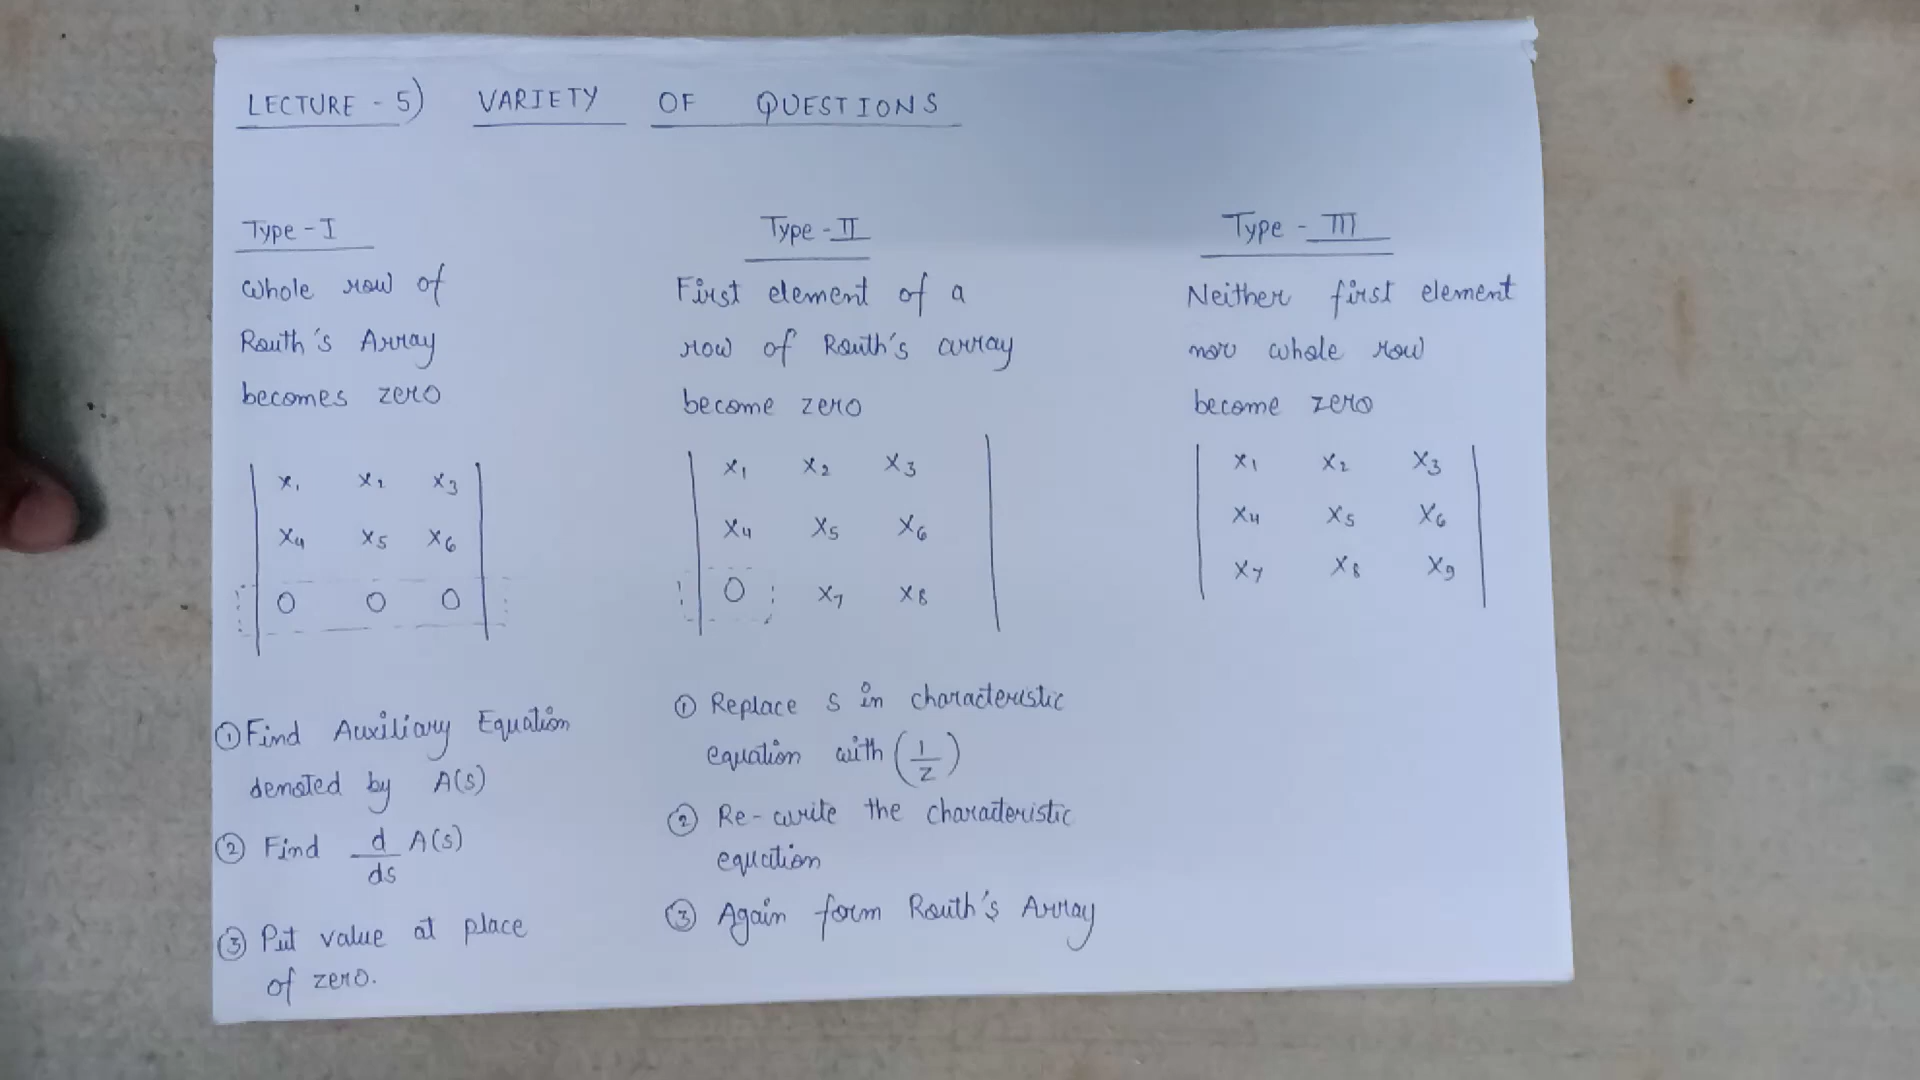 LECTURE - 5) VARIETY OF QUESTIONS
Type - I
Whole row of
Routh's Array
becomes zero
x1 x2 x3
x4 x5 x6
0 0 0
① Find Auxiliary Equation
denoted by A(s)
② Find d/ds A(s)
③ Put value at place
of zero.
Type - II
First element of a
row of Routh's array
become zero
x1 x2 x3
x4 x5 x6
0 x7 x8
① Replace s in characteristic
equation with (1/z)
② Re-write the characteristic
equation
③ Again form Routh's Array
Type - III
Neither first element
nor whole row
become zero
x1 x2 x3
x4 x5 x6
x7 x8 x9